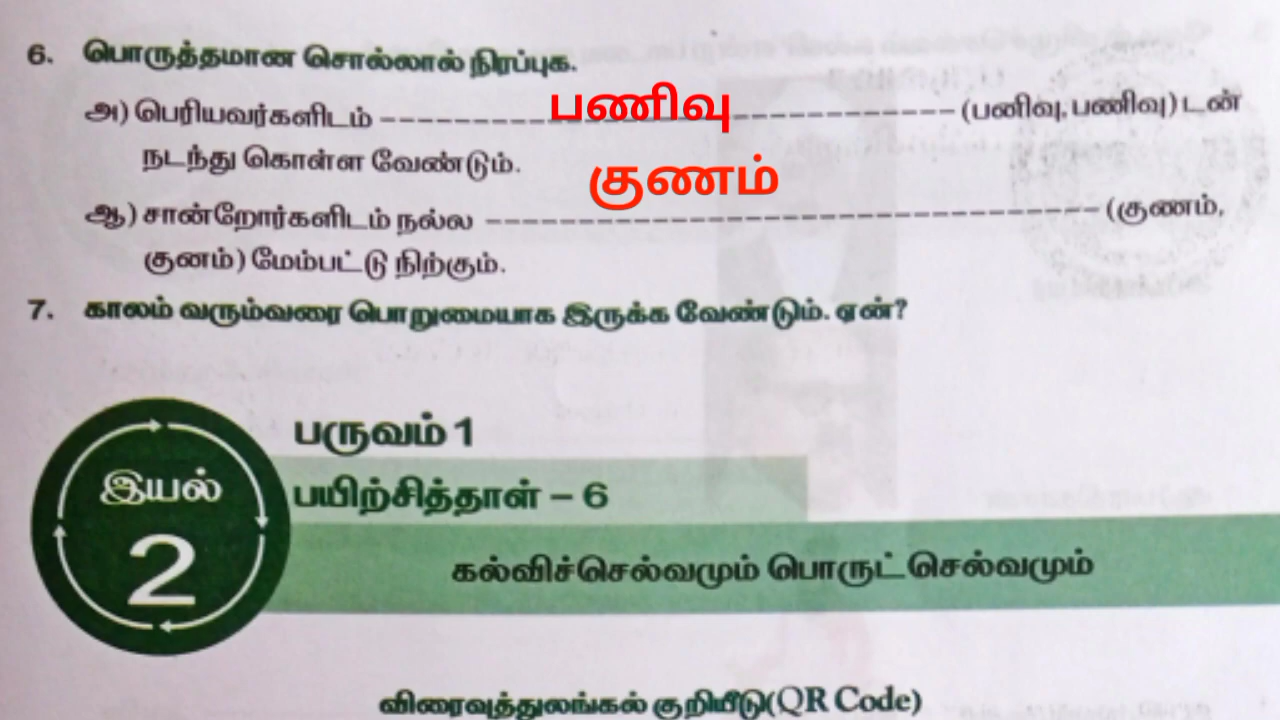 6. பொருத்தமான சொல்லால் நிரப்புக.
அ) பெரியவர்களிடம் ----------- பணிவு ----------- (பனிவு, பணிவு) டன்
நடந்து கொள்ள வேண்டும்.
குணம்
ஆ) சான்றோர்களிடம் நல்ல ------------------------------ (குணம்,
குனம்) மேம்பட்டு நிற்கும்.
7. காலம் வரும்வரை பொறுமையாக இருக்க வேண்டும். ஏன்?
பருவம் 1
இயல்
2
பயிற்சித்தாள் – 6
கல்விச்செல்வமும் பொருட்செல்வமும்
விரைவுத்துலங்கல் குறியீடு(QR Code)